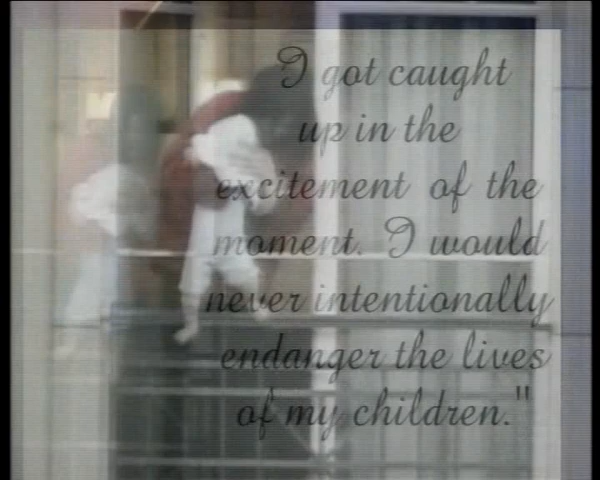 I got caught
up in the
excitement of the
moment. I would
never intentionally
endanger the lives
of my children."